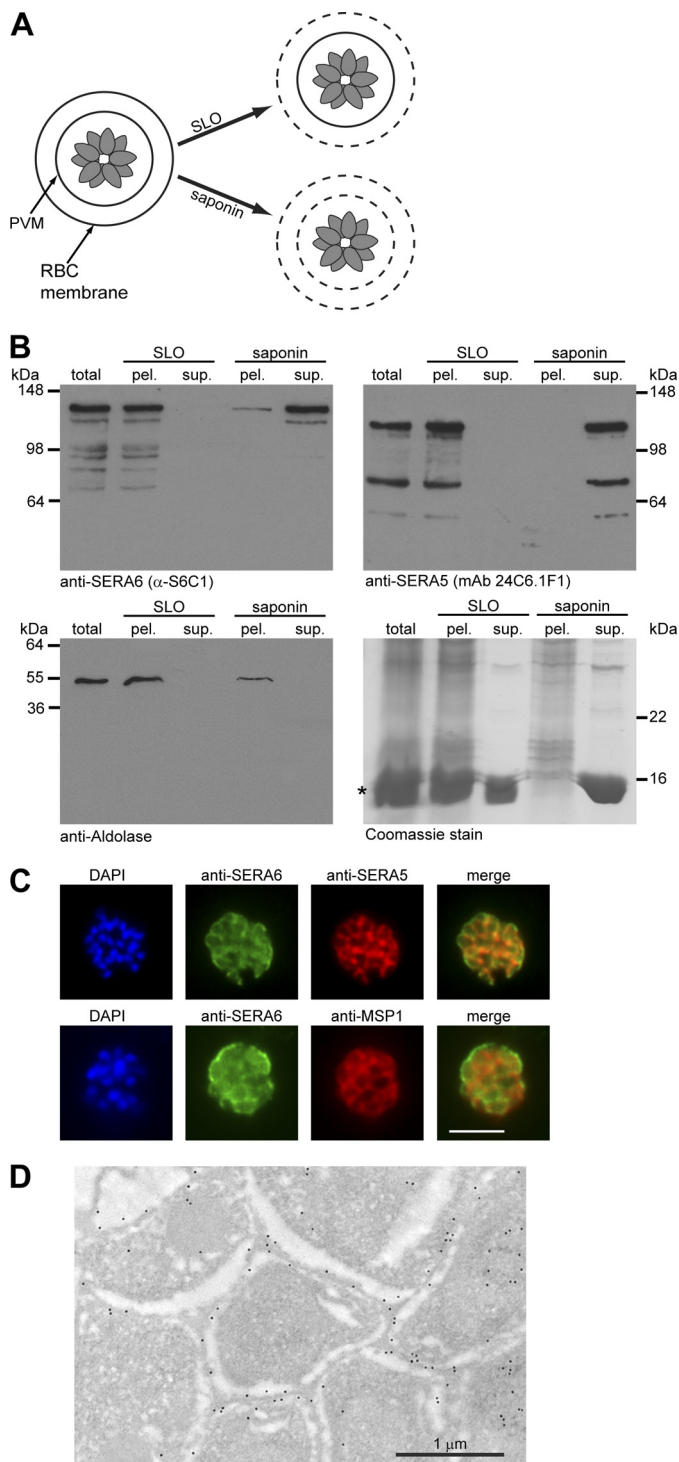 A
SLO
saponin
PVM
RBC
membrane
B
SLO saponin SLO saponin
kDa total pel. sup. pel. sup. total pel. sup. pel. sup. kDa
148 148
98 98
64 64
anti-SERA6 (α-S6C1) anti-SERA5 (mAb 24C6.1F1)
SLO saponin SLO saponin
kDa total pel. sup. pel. sup. total pel. sup. pel. sup. kDa
64
55
36
22
16
*
anti-Aldolase Coomassie stain
C
DAPI anti-SERA6 anti-SERA5 merge
DAPI anti-SERA6 anti-MSP1 merge
D
1 μm